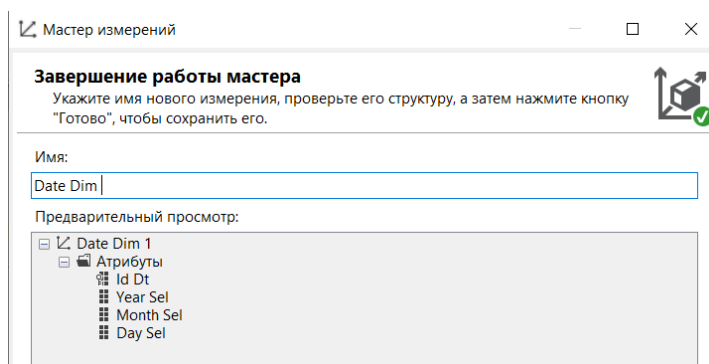 Мастер измерений
Завершение работы мастера
Укажите имя нового измерения, проверьте его структуру, а затем нажмите кнопку
"Готово", чтобы сохранить его.
Имя:
Date Dim
Предварительный просмотр:
Date Dim 1
Атрибуты
Id Dt
Year Sel
Month Sel
Day Sel